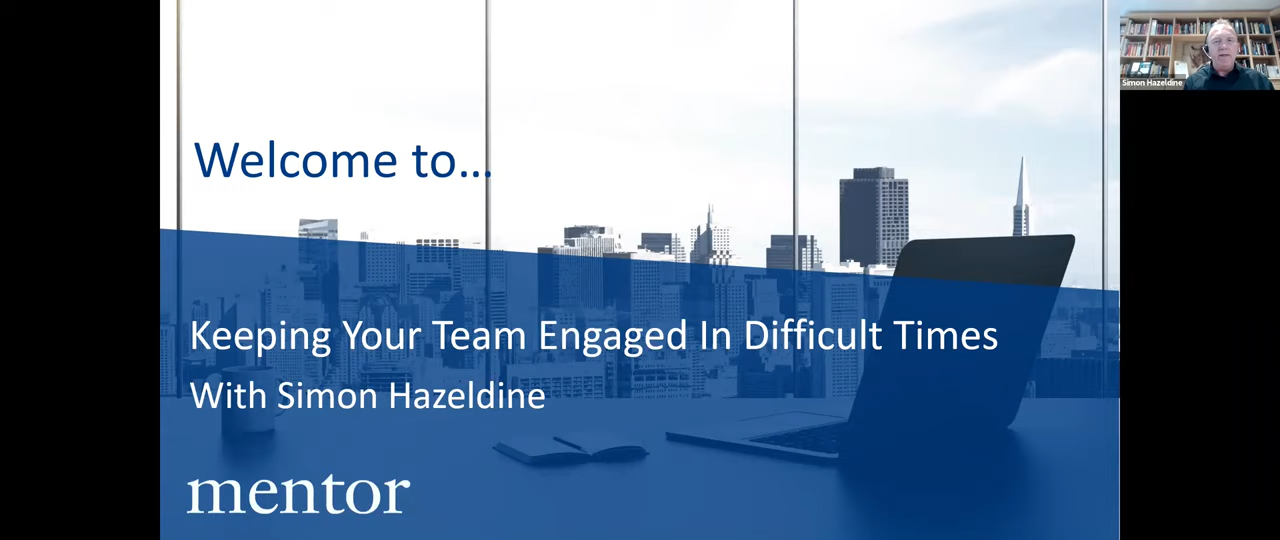 Welcome to...
Keeping Your Team Engaged In Difficult Times
With Simon Hazeldine
mentor
Simon Hazeldine